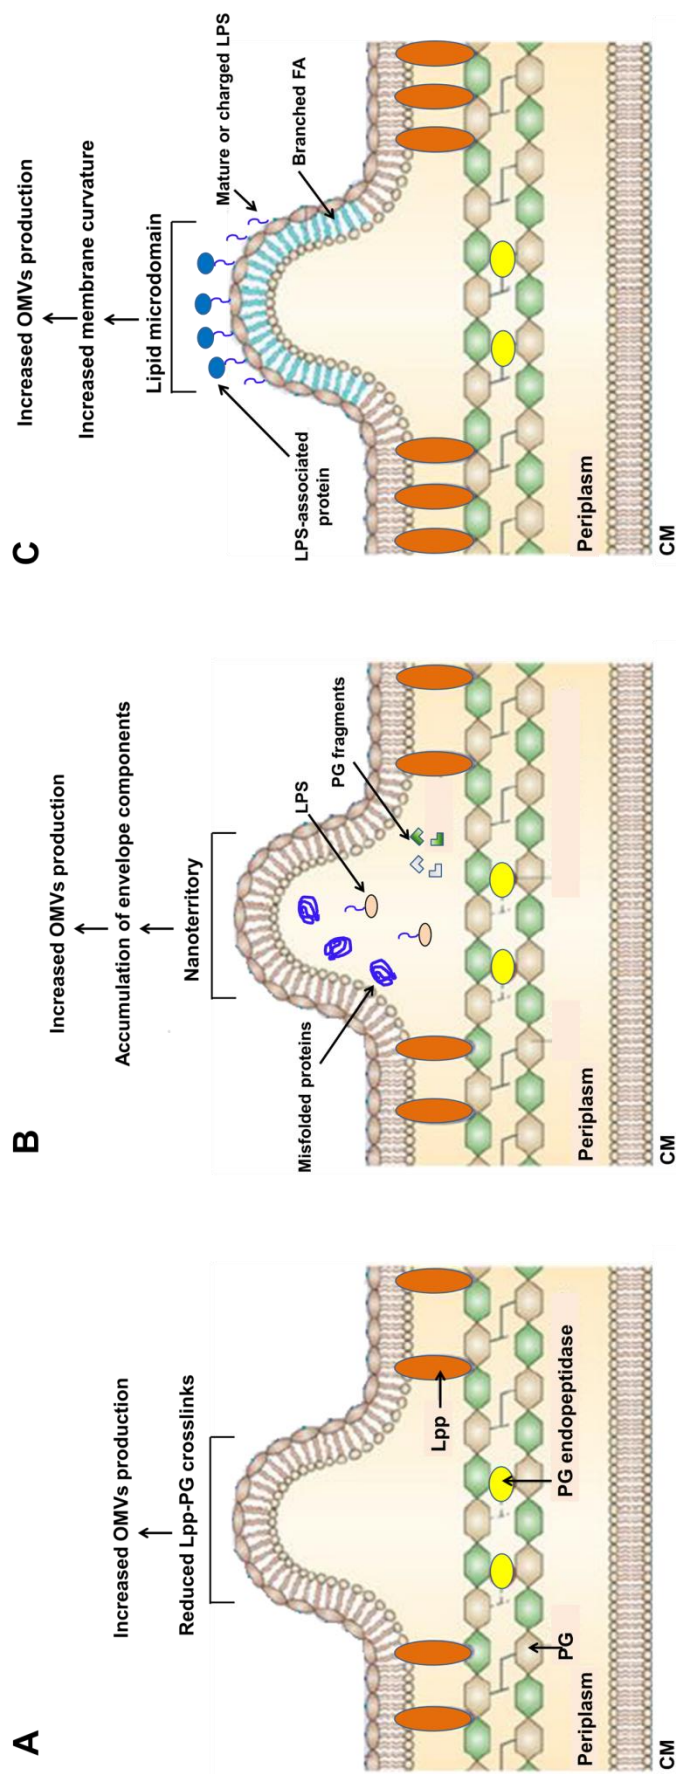 A
Increased OMVs production
Reduced Lpp-PG crosslinks
Lpp
PG endopeptidase
PG
Periplasm
CM
B
Increased OMVs production
Accumulation of envelope components
Nanoterritory
LPS
PG fragments
Misfolded proteins
Periplasm
CM
C
Increased OMVs production
Increased membrane curvature
Lipid microdomain
Mature or charged LPS
Branched FA
LPS-associated
protein
Periplasm
CM